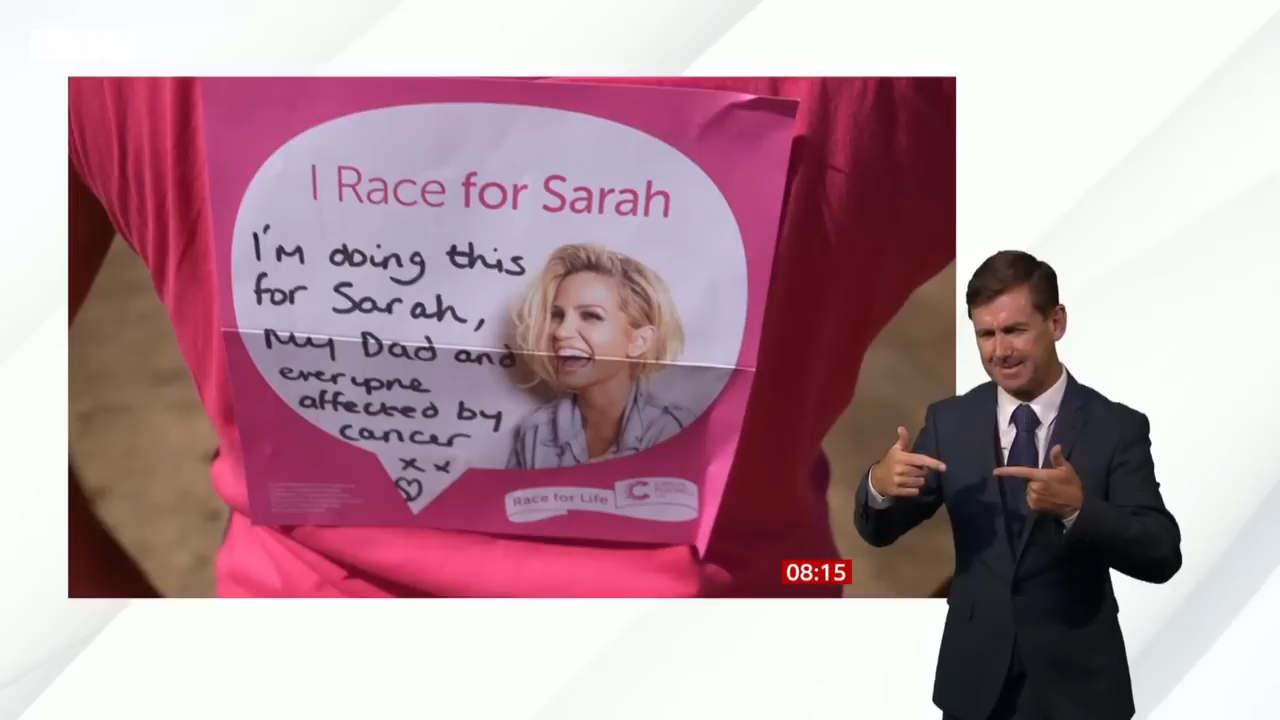 BBC
I Race for Sarah
I'm doing this
for Sarah,
My Dad and
everyone
affected by
cancer
x x
Race for Life
08:15